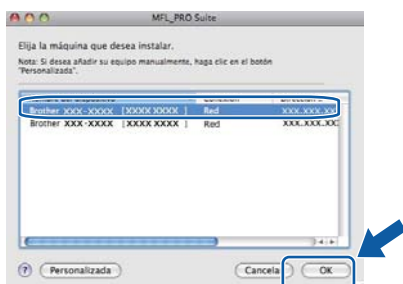 MFL_PRO Suite
Elija la máquina que desea instalar.
Nota: Si desea añadir su equipo manualmente, haga clic en el botón
"Personalizada".
Brother XXX-XXXX [XXXX XXXX ] Red XXX.XXX.XX
Brother XXX-XXXX [XXXX XXXX ] Red XXX.XXX.XX
? Personalizada Cancela OK